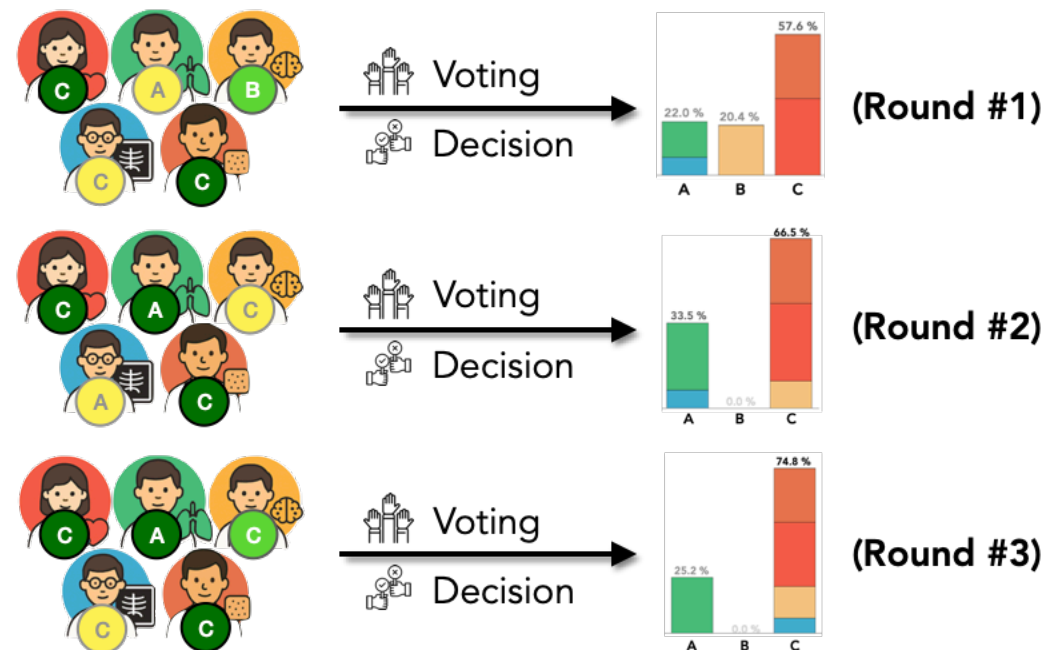 C A B
C C
Voting
Decision
22.0 % 20.4 % 57.6 %
A B C
(Round #1)
C A C
A C
Voting
Decision
33.5 % 0.0 % 66.5 %
A B C
(Round #2)
C A C
C C
Voting
Decision
25.2 % 0.0 % 74.8 %
A B C
(Round #3)